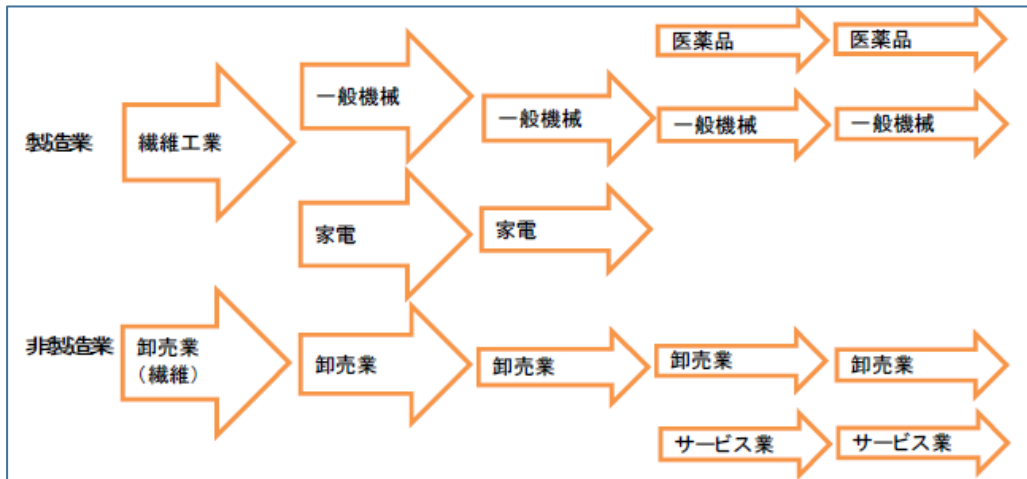 医薬品
医薬品
一般機械
一般機械
一般機械
一般機械
製造業
繊維工業
家電
家電
非製造業
卸売業
（繊維）
卸売業
卸売業
卸売業
卸売業
サービス業
サービス業